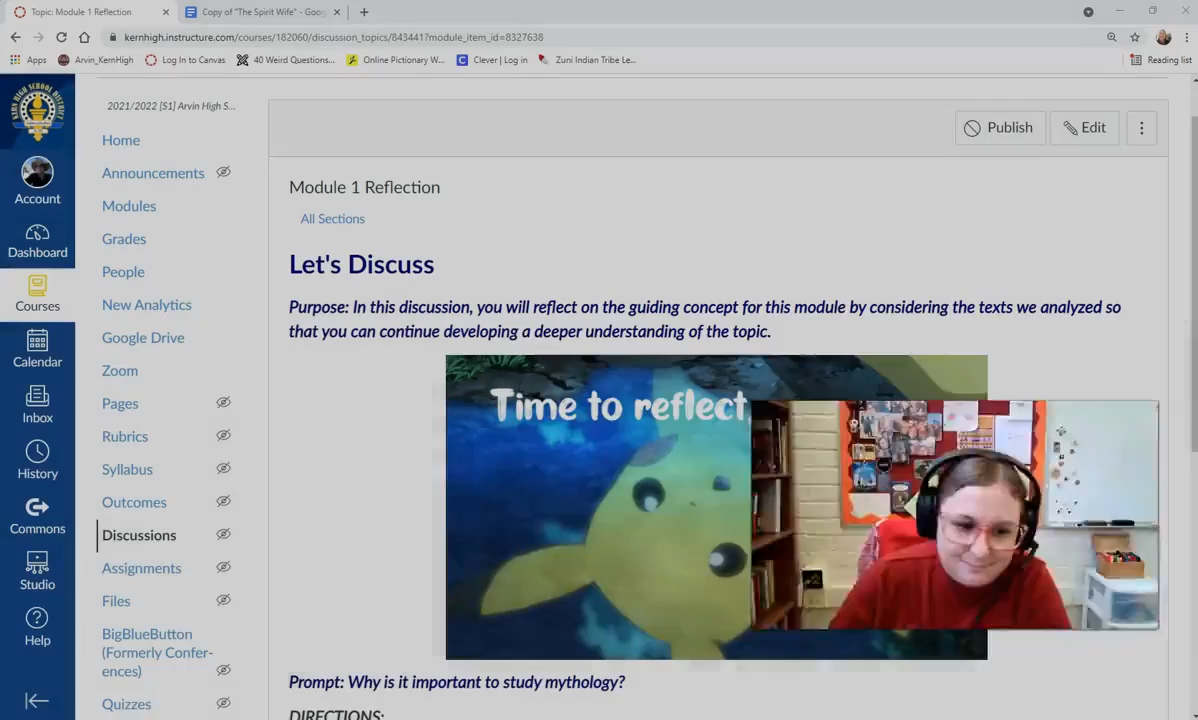 Topic: Module 1 Reflection
Copy of "The Spirit Wife" - Goog
kernhigh.instructure.com/courses/182060/discussion_topics/843441?module_item_id=8327638
Apps
Arvin_KernHigh
Log In to Canvas
40 Weird Questions...
Online Pictionary W...
Clever | Log in
Zuni Indian Tribe Le...
Reading list
2021/2022 [S1] Arvin High S...
Home
Announcements
Modules
Grades
People
New Analytics
Google Drive
Zoom
Pages
Rubrics
Syllabus
Outcomes
Discussions
Assignments
Files
BigBlueButton
(Formerly Confer-
ences)
Quizzes
Account
Dashboard
Courses
Calendar
Inbox
History
Commons
Studio
Help
Publish
Edit
Module 1 Reflection
All Sections
Let's Discuss
Purpose: In this discussion, you will reflect on the guiding concept for this module by considering the texts we analyzed so
that you can continue developing a deeper understanding of the topic.
Time to reflect
Prompt: Why is it important to study mythology?
DIRECTIONS: